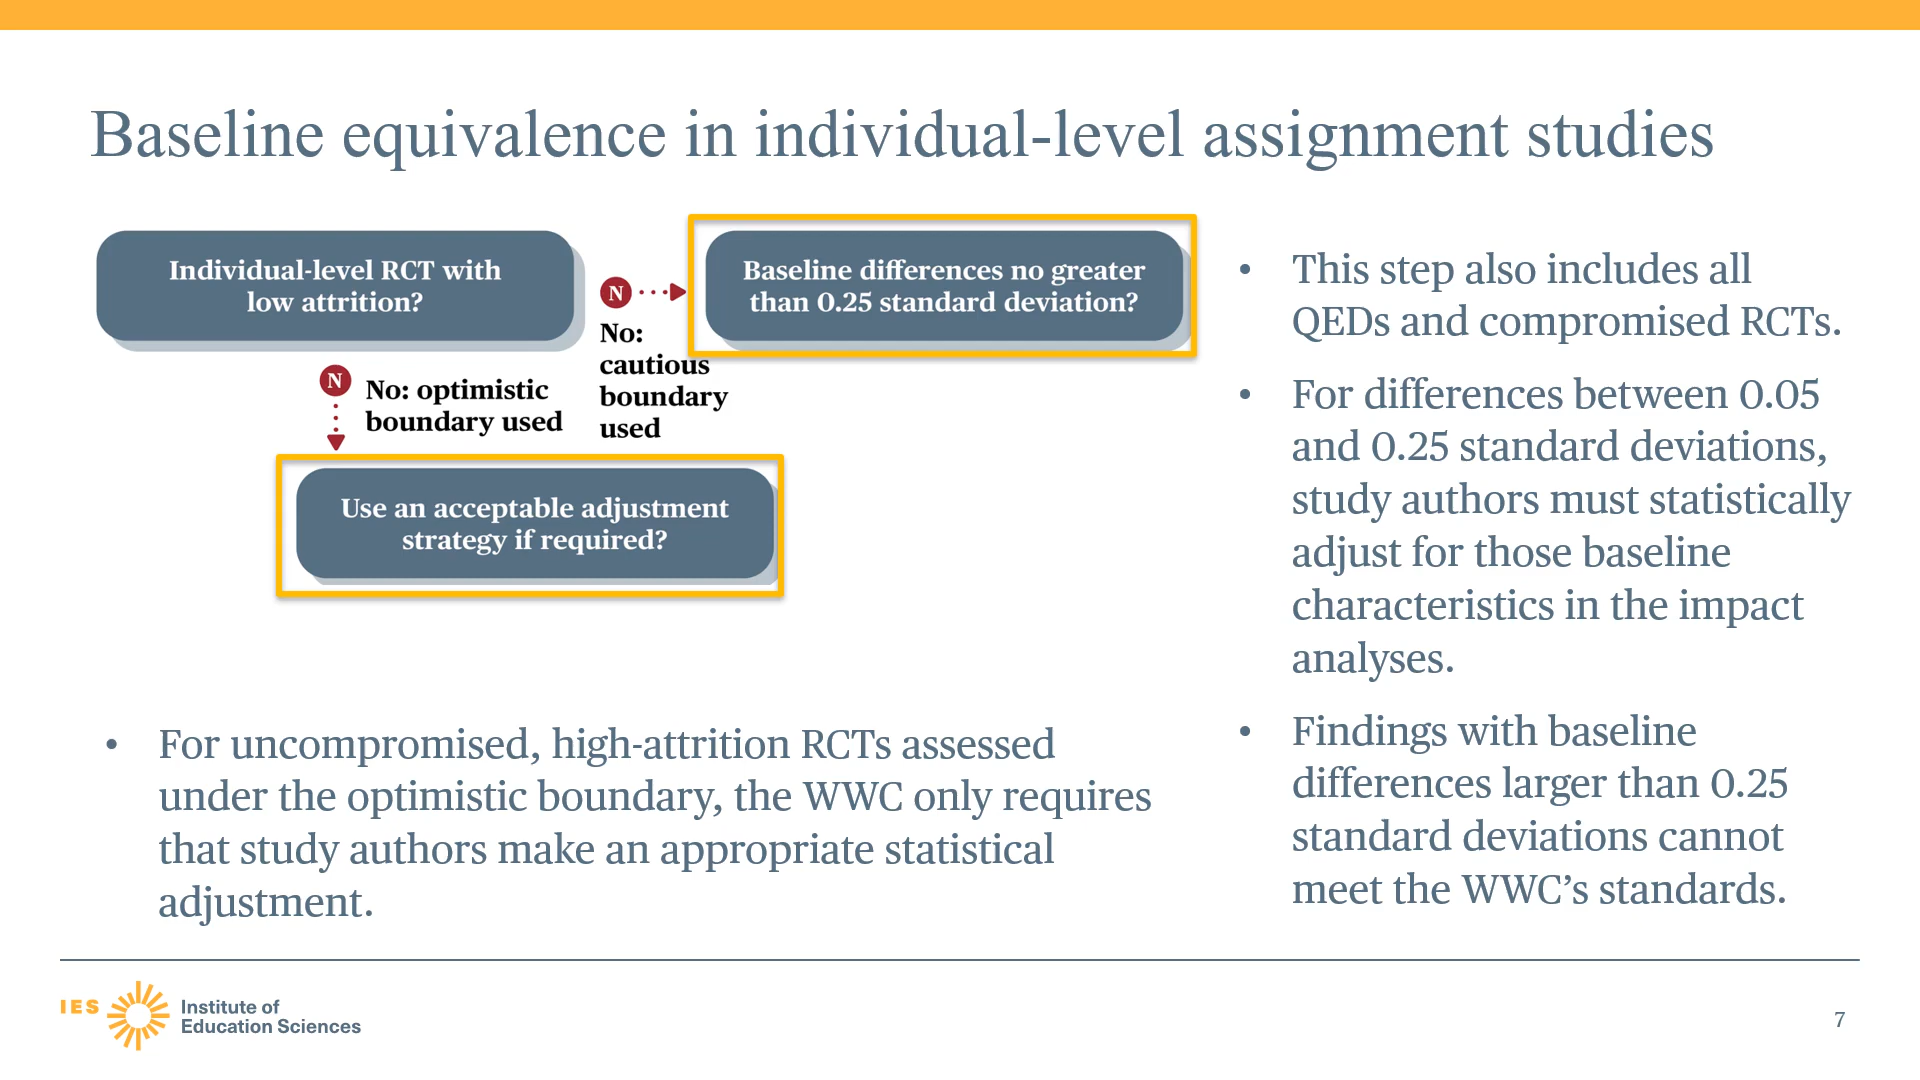 Baseline equivalence in individual-level assignment studies
Individual-level RCT with
low attrition?
N
No:
cautious
boundary
used
Baseline differences no greater
than 0.25 standard deviation?
N
No: optimistic
boundary used
Use an acceptable adjustment
strategy if required?
• For uncompromised, high-attrition RCTs assessed
under the optimistic boundary, the WWC only requires
that study authors make an appropriate statistical
adjustment.
• This step also includes all
QEDs and compromised RCTs.
• For differences between 0.05
and 0.25 standard deviations,
study authors must statistically
adjust for those baseline
characteristics in the impact
analyses.
• Findings with baseline
differences larger than 0.25
standard deviations cannot
meet the WWC’s standards.
IES
Institute of
Education Sciences
7